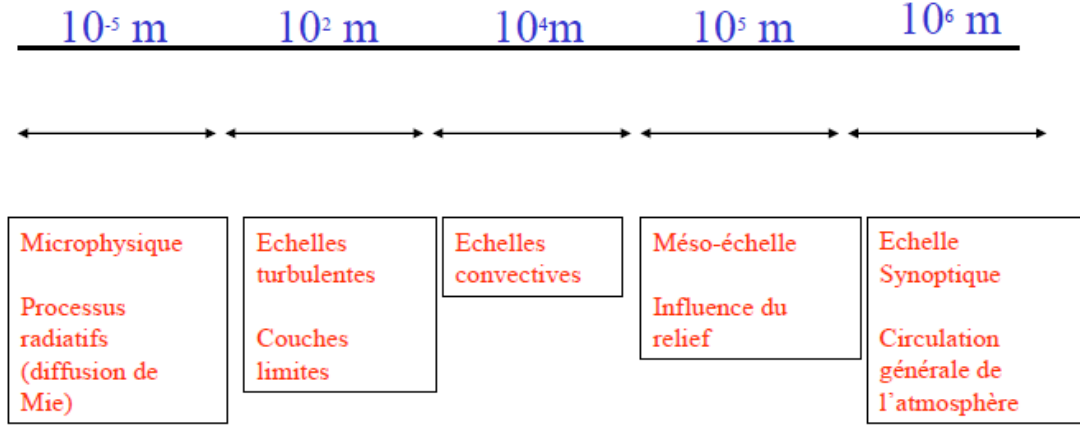 10⁻⁵ m 10² m 10⁴m 10⁵ m 10⁶ m
Microphysique
Processus
radiatifs
(diffusion de
Mie)
Echelles
turbulentes
Couches
limites
Echelles
convectives
Méso-échelle
Influence du
relief
Echelle
Synoptique
Circulation
générale de
l’atmosphère